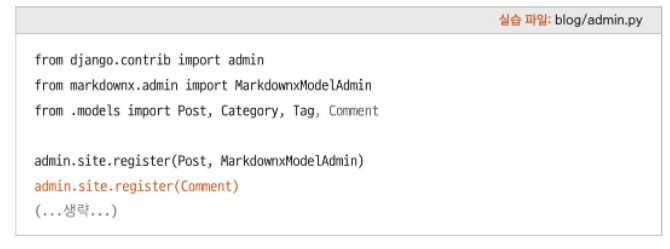 실습 파일: blog/admin.py
from django.contrib import admin
from markdownx.admin import MarkdownxModelAdmin
from .models import Post, Category, Tag, Comment
admin.site.register(Post, MarkdownxModelAdmin)
admin.site.register(Comment)
(...생략...)